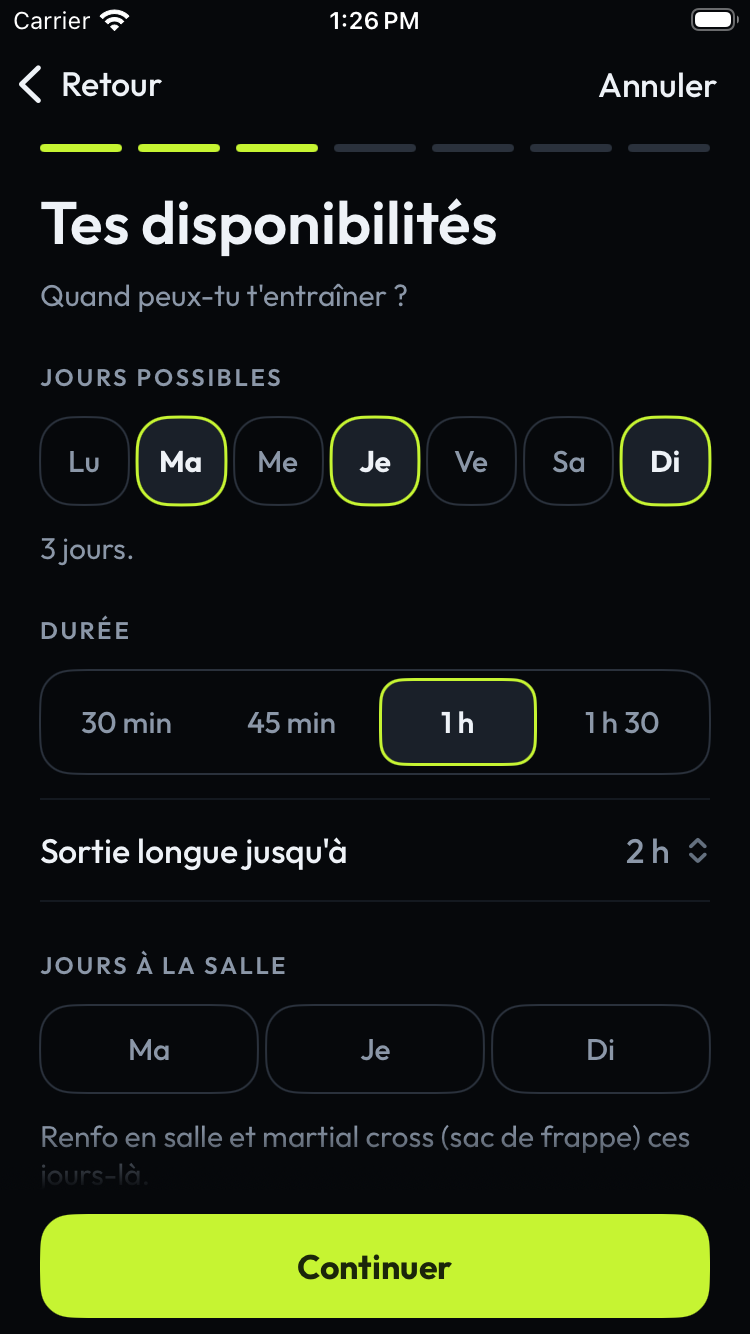 Carrier 1:26 PM
Retour Annuler
Tes disponibilités
Quand peux-tu t'entraîner ?
JOURS POSSIBLES
Lu Ma Me Je Ve Sa Di
3 jours.
DURÉE
30 min 45 min 1 h 1 h 30
Sortie longue jusqu'à 2 h
JOURS À LA SALLE
Ma Je Di
Renfo en salle et martial cross (sac de frappe) ces
jours-là.
Continuer